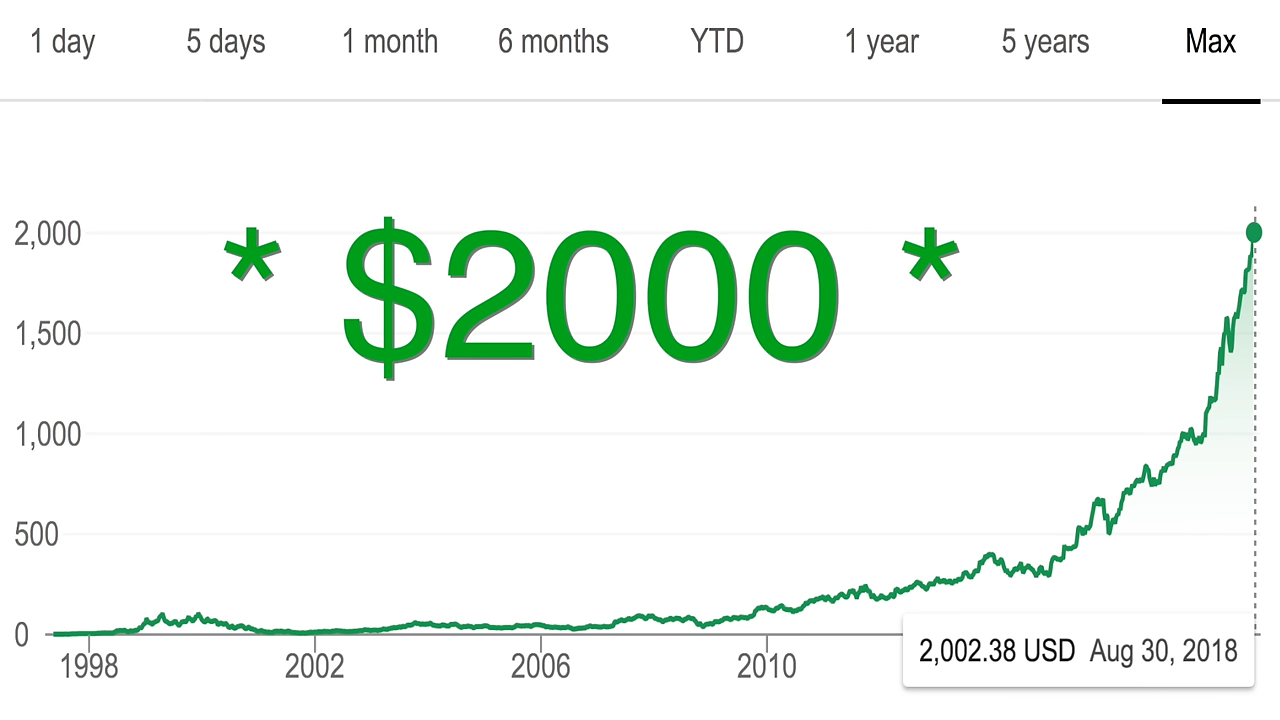 1 day 5 days 1 month 6 months YTD 1 year 5 years Max
2,000
* $2000 *
1,500
1,000
500
0
1998 2002 2006 2010
2,002.38 USD Aug 30, 2018